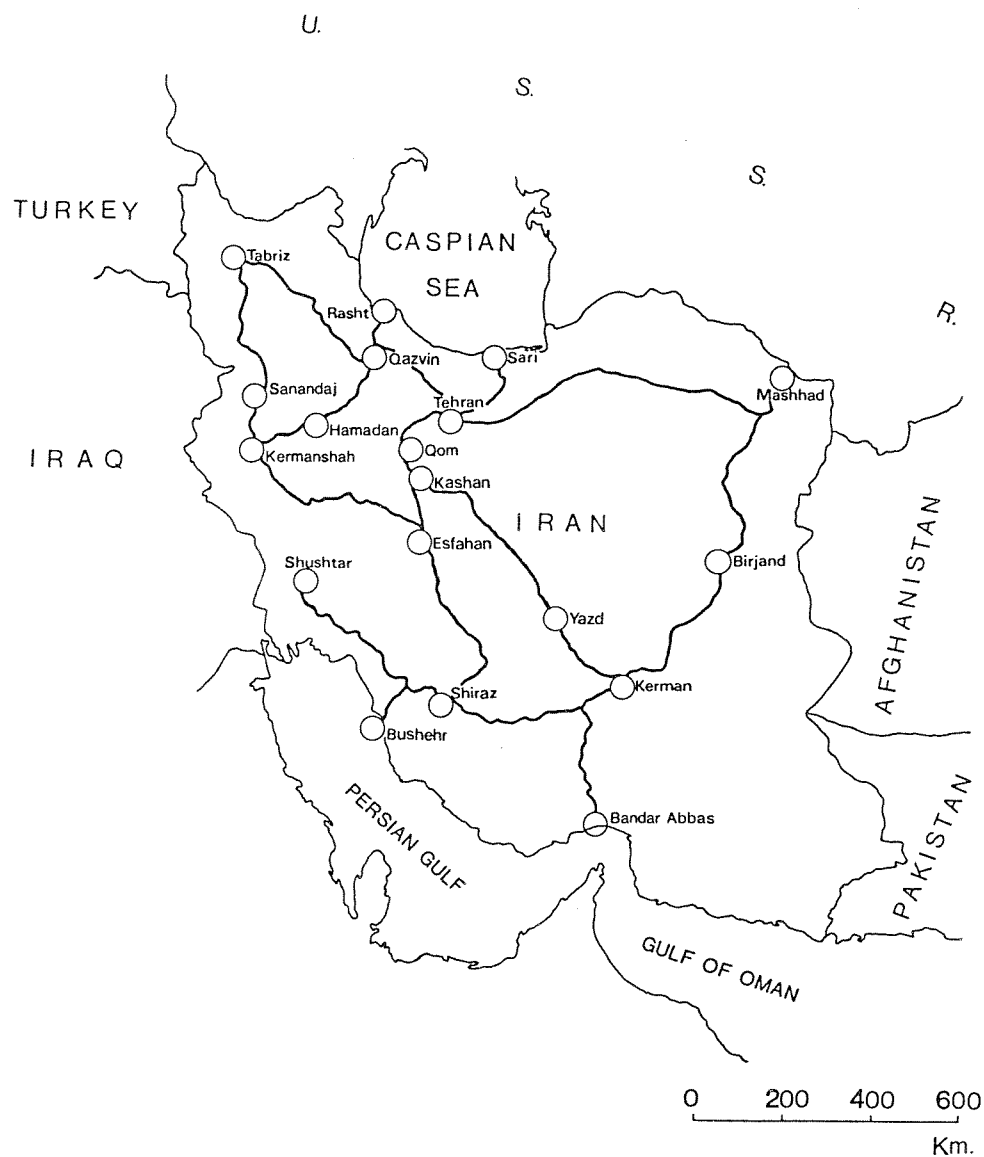 U.
S.
S.
TURKEY
CASPIAN
SEA
Tabriz
Rasht
R.
Qazvin
Sari
Mashhad
Sanandaj
Tehran
Hamadan
Qom
IRAQ
Kermanshah
Kashan
IRAN
Esfahan
Shushtar
Birjand
AFGHANISTAN
Yazd
Kerman
Shiraz
Bushehr
PERSIAN GULF
Bandar Abbas
PAKISTAN
GULF OF OMAN
0 200 400 600
Km.